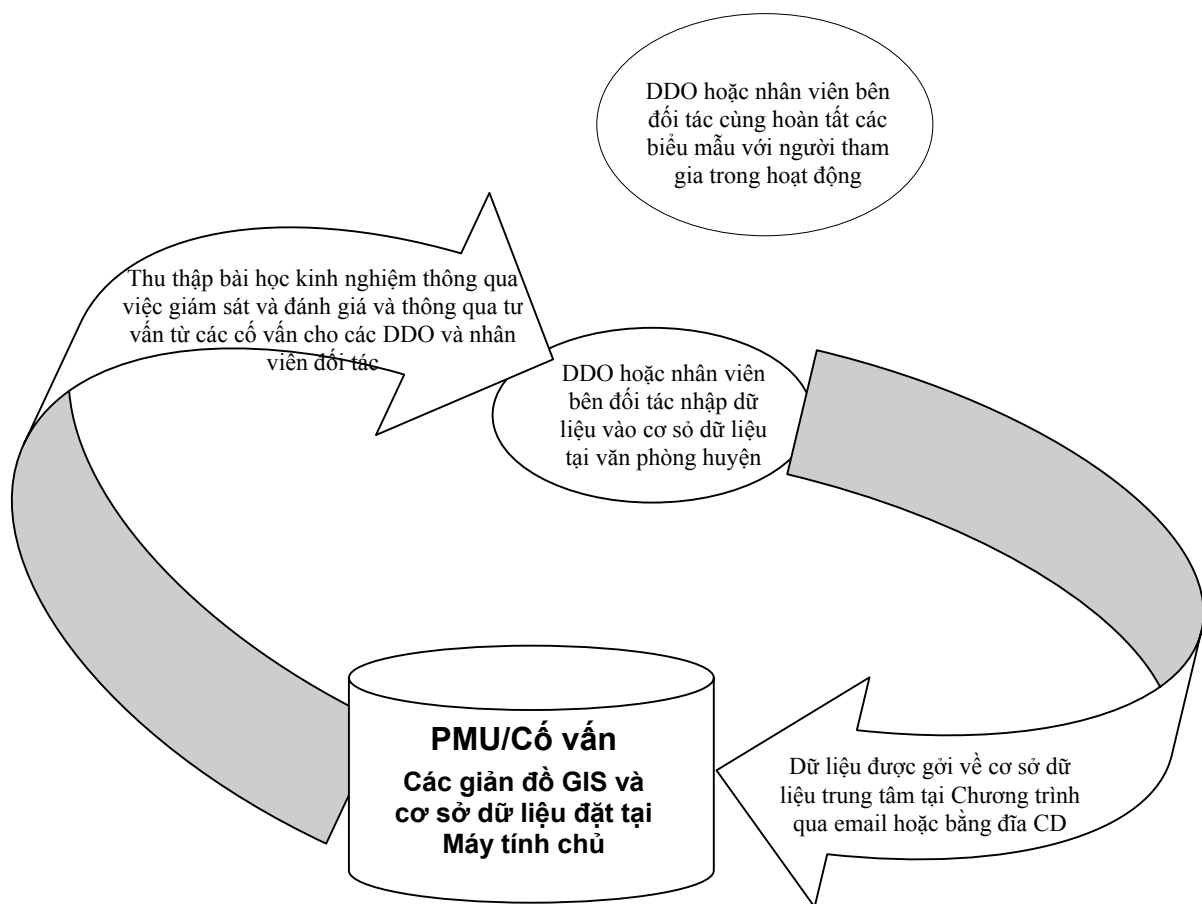 DDO hoặc nhân viên bên
đối tác cùng hoàn tất các
biểu mẫu với người tham
gia trong hoạt động
Thu thập bài học kinh nghiệm thông qua
việc giám sát và đánh giá và thông qua tư
vấn từ các cố vấn cho các DDO và nhân
viên đối tác
DDO hoặc nhân viên
bên đối tác nhập dữ
liệu vào cơ sỏ dữ liệu
tại văn phòng huyện
PMU/Cố vấn
Các giản đồ GIS và
cơ sở dữ liệu đặt tại
Máy tính chủ
Dữ liệu được gởi về cơ sở dữ
liệu trung tâm tại Chương trình
qua email hoặc bằng đĩa CD